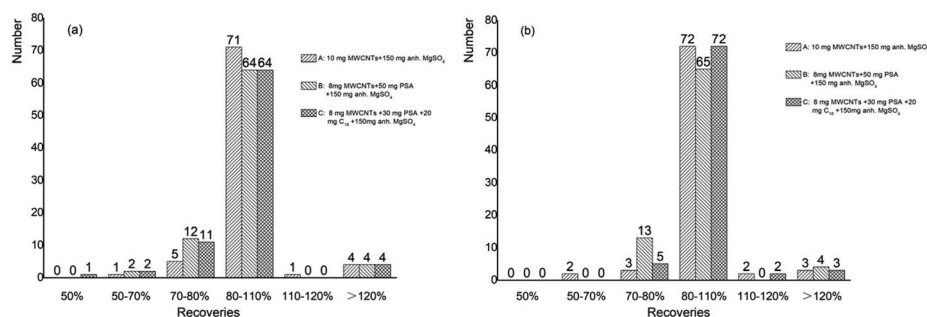 (a)
Number
80
70
60
50
40
30
20
10
0
71
64 64
12
11
5
0 0 1
1 2 2
1 0 0
4 4 4
A: 10 mg MWCNTs+150 mg anh. MgSO₄
B: 8mg MWCNTs+50 mg PSA
+150 mg anh. MgSO₄
C: 8 mg MWCNTs +30 mg PSA +20
mg C₁₈ +150mg anh. MgSO₄
50% 50-70% 70-80% 80-110% 110-120% >120%
Recoveries
(b)
Number
80
70
60
50
40
30
20
10
0
72 65 72
13
3 5
0 0 0
2 0 0
2 0 2
3 4 3
A: 10 mg MWCNTs+150 mg anh. MgSO
B: 8mg MWCNTs+50 mg PSA
+150 mg anh. MgSO₄
C: 8 mg MWCNTs +30 mg PSA +20
mg C₁₈ +150mg anh. MgSO₄
50% 50-70% 70-80% 80-110% 110-120% >120%
Recoveries